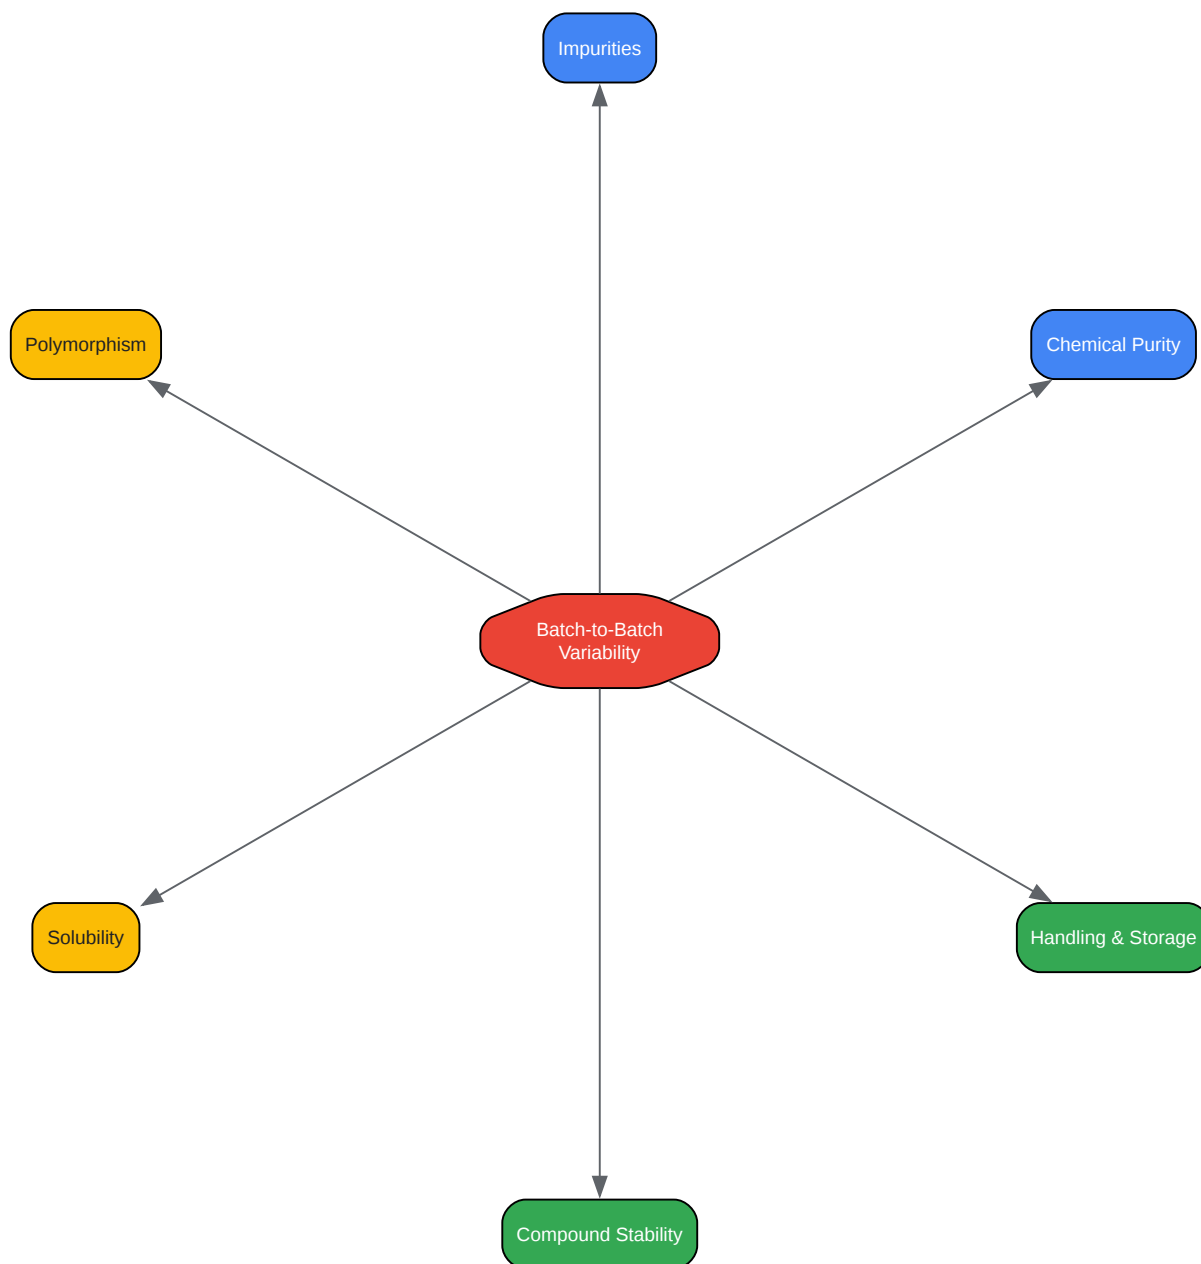 Impurities
Polymorphism
Chemical Purity
Batch-to-Batch
Variability
Solubility
Handling & Storage
Compound Stability